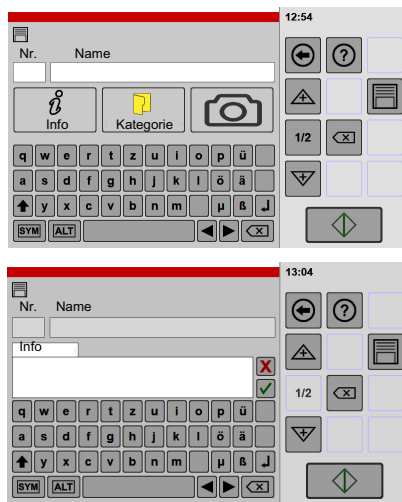 12:54
Nr. Name
Info Kategorie
1/2
q w e r t z u i o p ü
a s d f g h j k l ö ä
y x c v b n m µ ß
SYM ALT
13:04
Nr. Name
Info
1/2
q w e r t z u i o p ü
a s d f g h j k l ö ä
y x c v b n m µ ß
SYM ALT